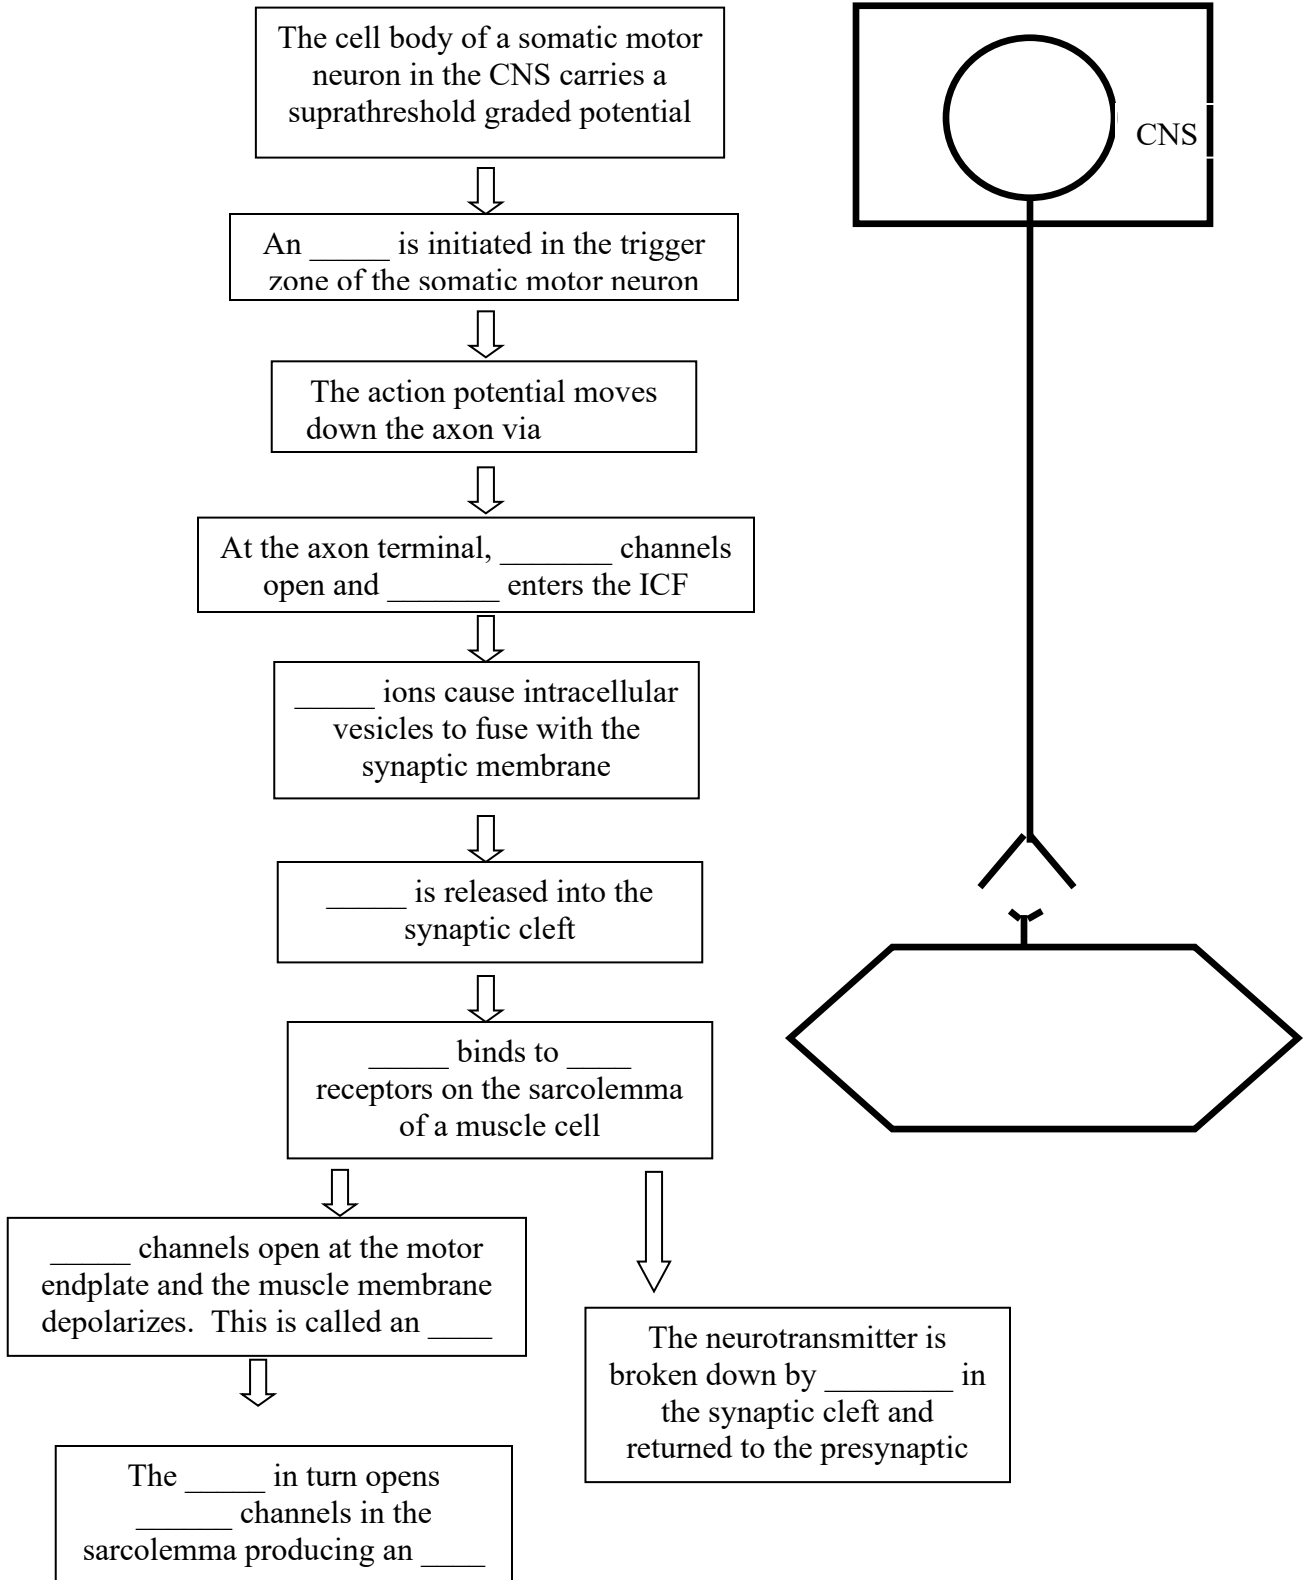 The cell body of a somatic motor
neuron in the CNS carries a
suprathreshold graded potential
CNS
An _____ is initiated in the trigger
zone of the somatic motor neuron
The action potential moves
down the axon via
At the axon terminal, _______ channels
open and _______ enters the ICF
_____ ions cause intracellular
vesicles to fuse with the
synaptic membrane
_____ is released into the
synaptic cleft
_____ binds to ____
receptors on the sarcolemma
of a muscle cell
_____ channels open at the motor
endplate and the muscle membrane
depolarizes.  This is called an ____
The neurotransmitter is
broken down by ________ in
the synaptic cleft and
returned to the presynaptic
The _____ in turn opens
______ channels in the
sarcolemma producing an ____